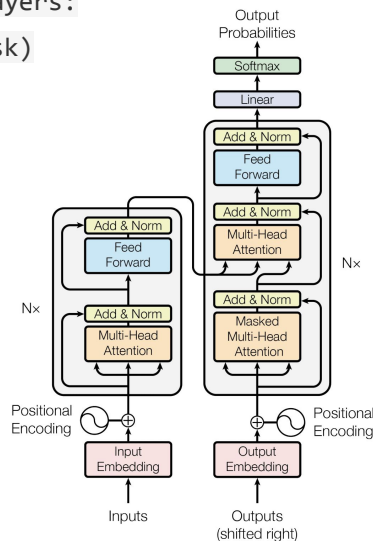 yers:
sk)
Output
Probabilities
Softmax
Linear
Add & Norm
Feed
Forward
Add & Norm
Multi-Head
Attention
Nx
Add & Norm
Masked
Multi-Head
Attention
Add & Norm
Feed
Forward
Nx
Add & Norm
Multi-Head
Attention
Positional
Encoding
Positional
Encoding
Input
Embedding
Output
Embedding
Inputs
Outputs
(shifted right)